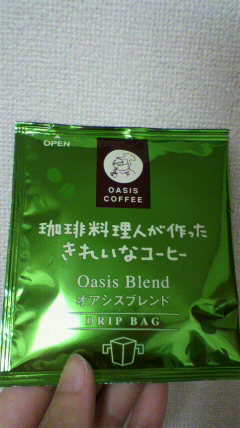 OPEN
OASIS
COFFEE
珈琲料理人が作った
きれいなコーヒー
Oasis Blend
オアシスブレンド
DRIP BAG